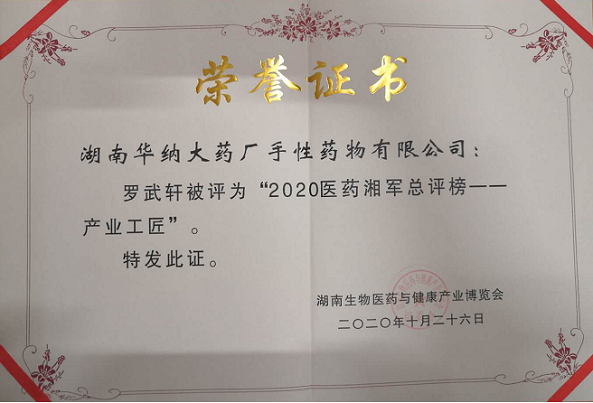 荣誉证书
湖南华纳大药厂手性药物有限公司：
罗武轩被评为“2020医药湘军总评榜——
产业工匠”。
特发此证。
湖南生物医药与健康产业博览会
二〇二〇年十月二十六日